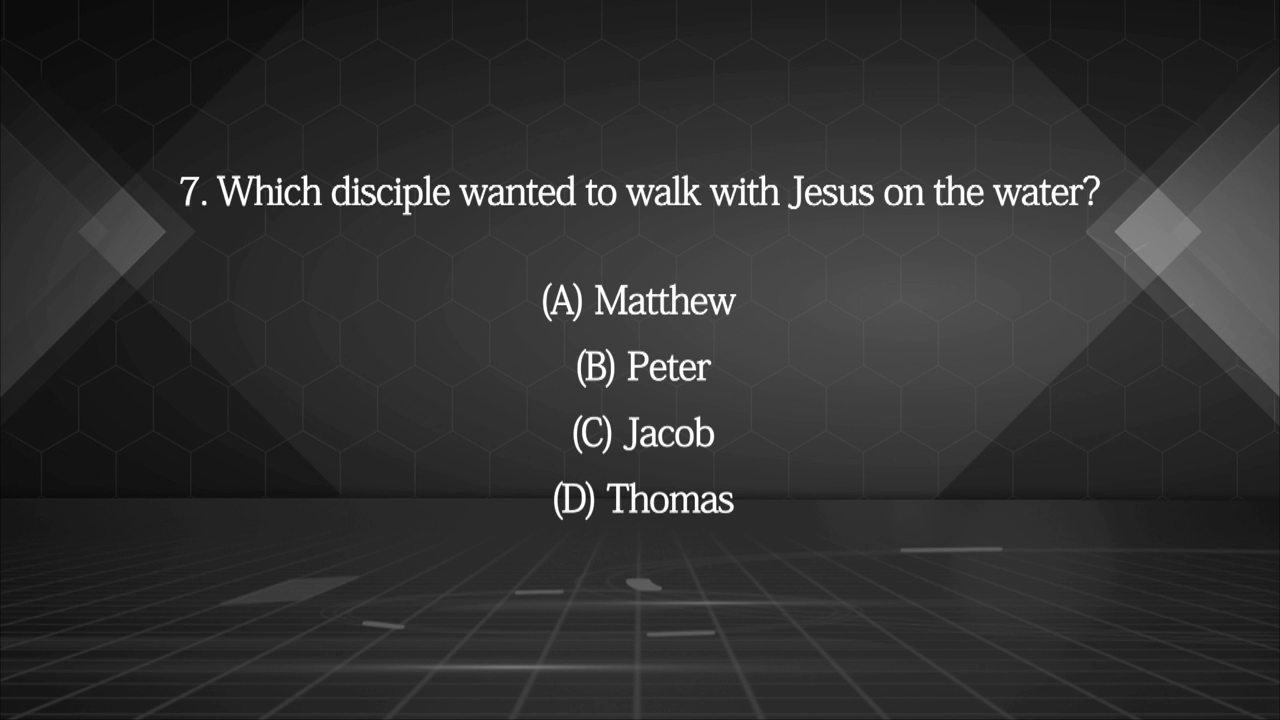 7. Which disciple wanted to walk with Jesus on the water?
(A) Matthew
(B) Peter
(C) Jacob
(D) Thomas